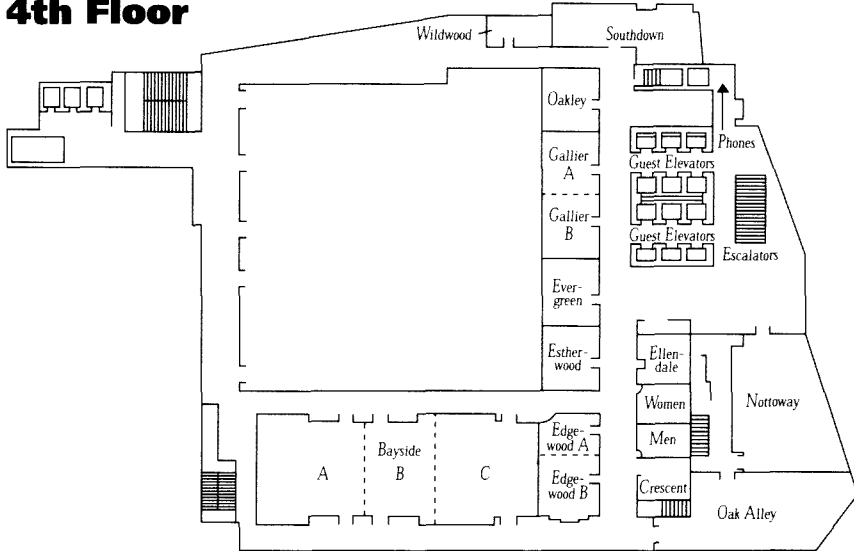 4th Floor
Wildwood
Southdown
Oakley
Phones
Gallier
A
Guest Elevators
Gallier
B
Guest Elevators
Escalators
Ever-
green
Esther-
wood
Ellen-
dale
Women
Nottoway
Men
Edge-
wood A
Bayside
A
B
C
Edge-
wood B
Crescent
Oak Alley